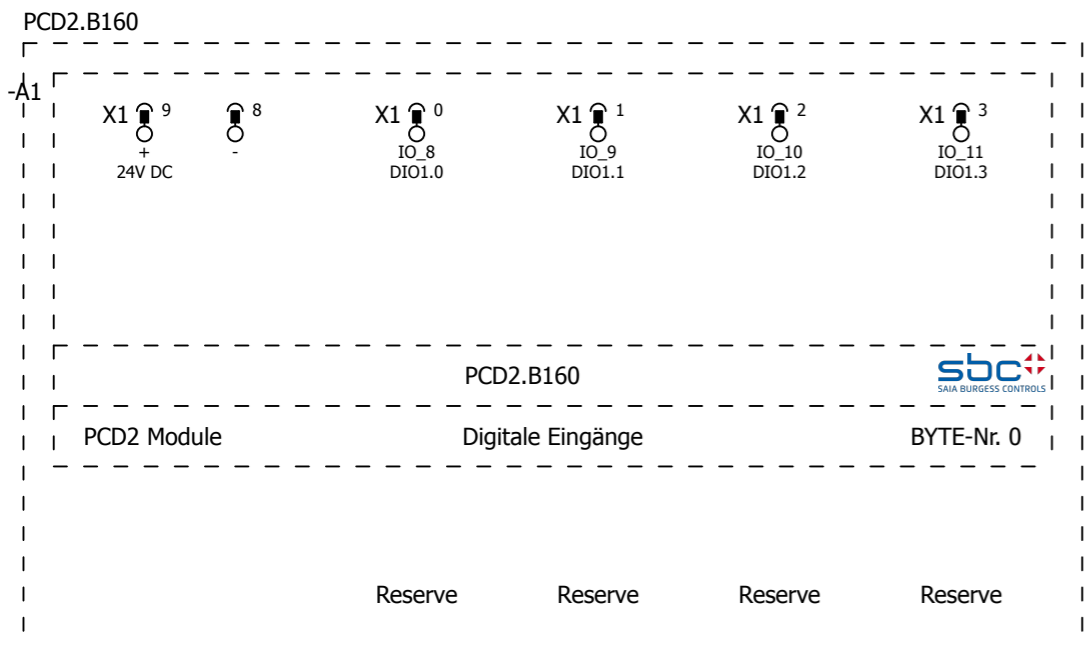 PCD2.B160
-A1
X1 9 8 X1 0 X1 1 X1 2 X1 3
+ - IO_8 IO_9 IO_10 IO_11
24V DC DIO1.0 DIO1.1 DIO1.2 DIO1.3
PCD2.B160 sbc
SAIA BURGESS CONTROLS
PCD2 Module Digitale Eingänge BYTE-Nr. 0
Reserve Reserve Reserve Reserve